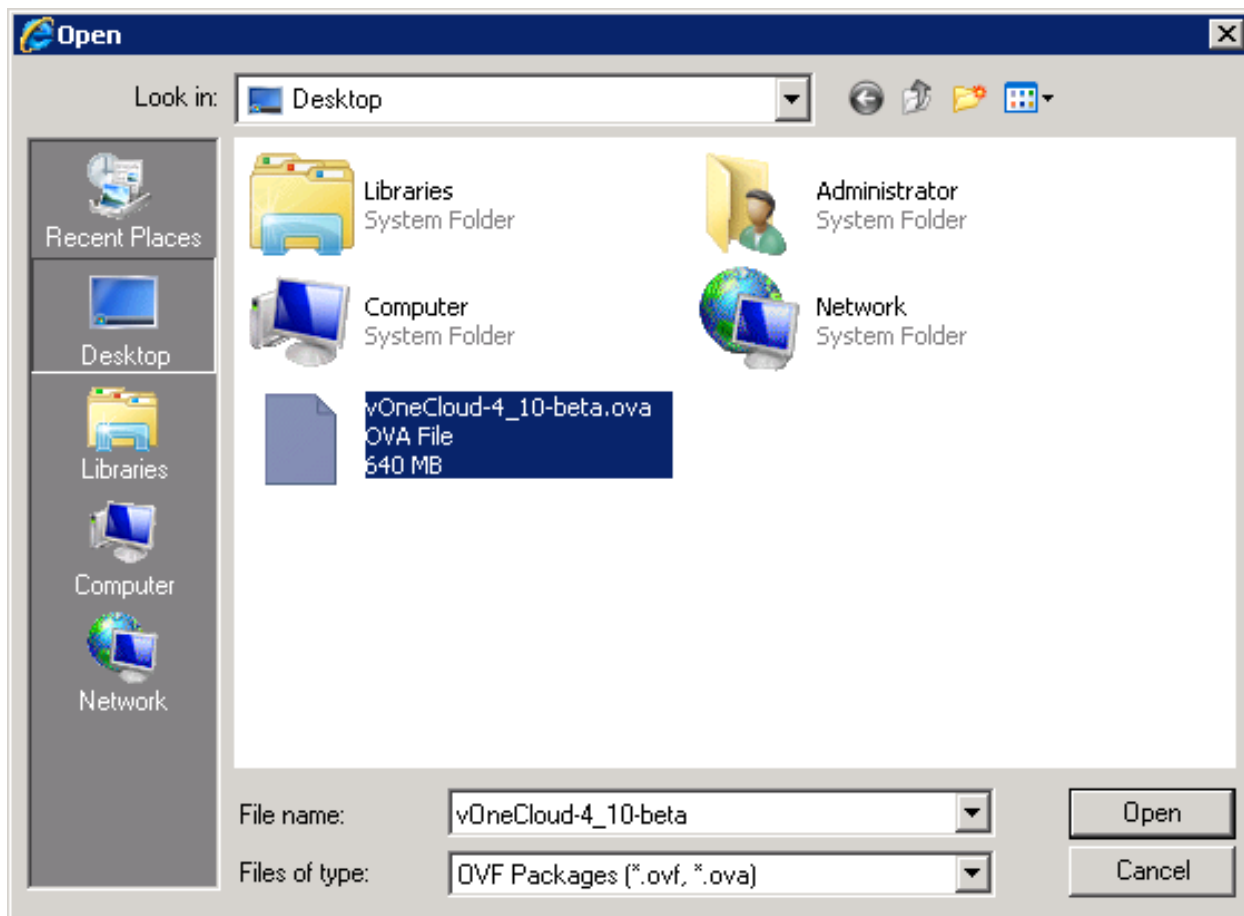 Open
Look in:
Desktop
Recent Places
Desktop
Libraries
Computer
Network
Libraries
System Folder
Administrator
System Folder
Computer
System Folder
Network
System Folder
vOneCloud-4_10-beta.ova
OVA File
640 MB
File name:
vOneCloud-4_10-beta
Open
Files of type:
OVF Packages (*.ovf, *.ova)
Cancel